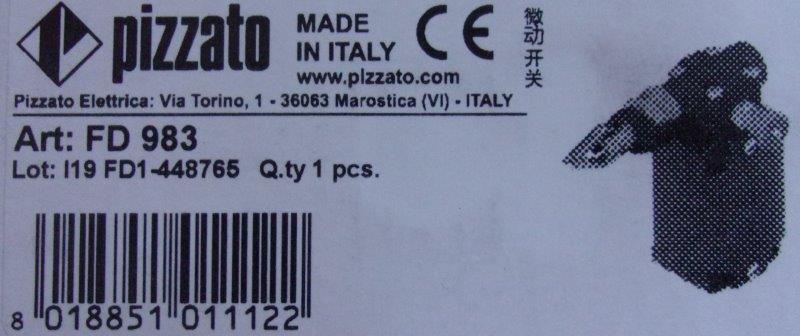 pizzato
MADE
IN ITALY
www.pizzato.com
CE
微动开关
Pizzato Elettrica: Via Torino, 1 - 36063 Marostica (VI) - ITALY
Art: FD 983
Lot: I19 FD1-448765 Q.ty 1 pcs.
8 018851 011122